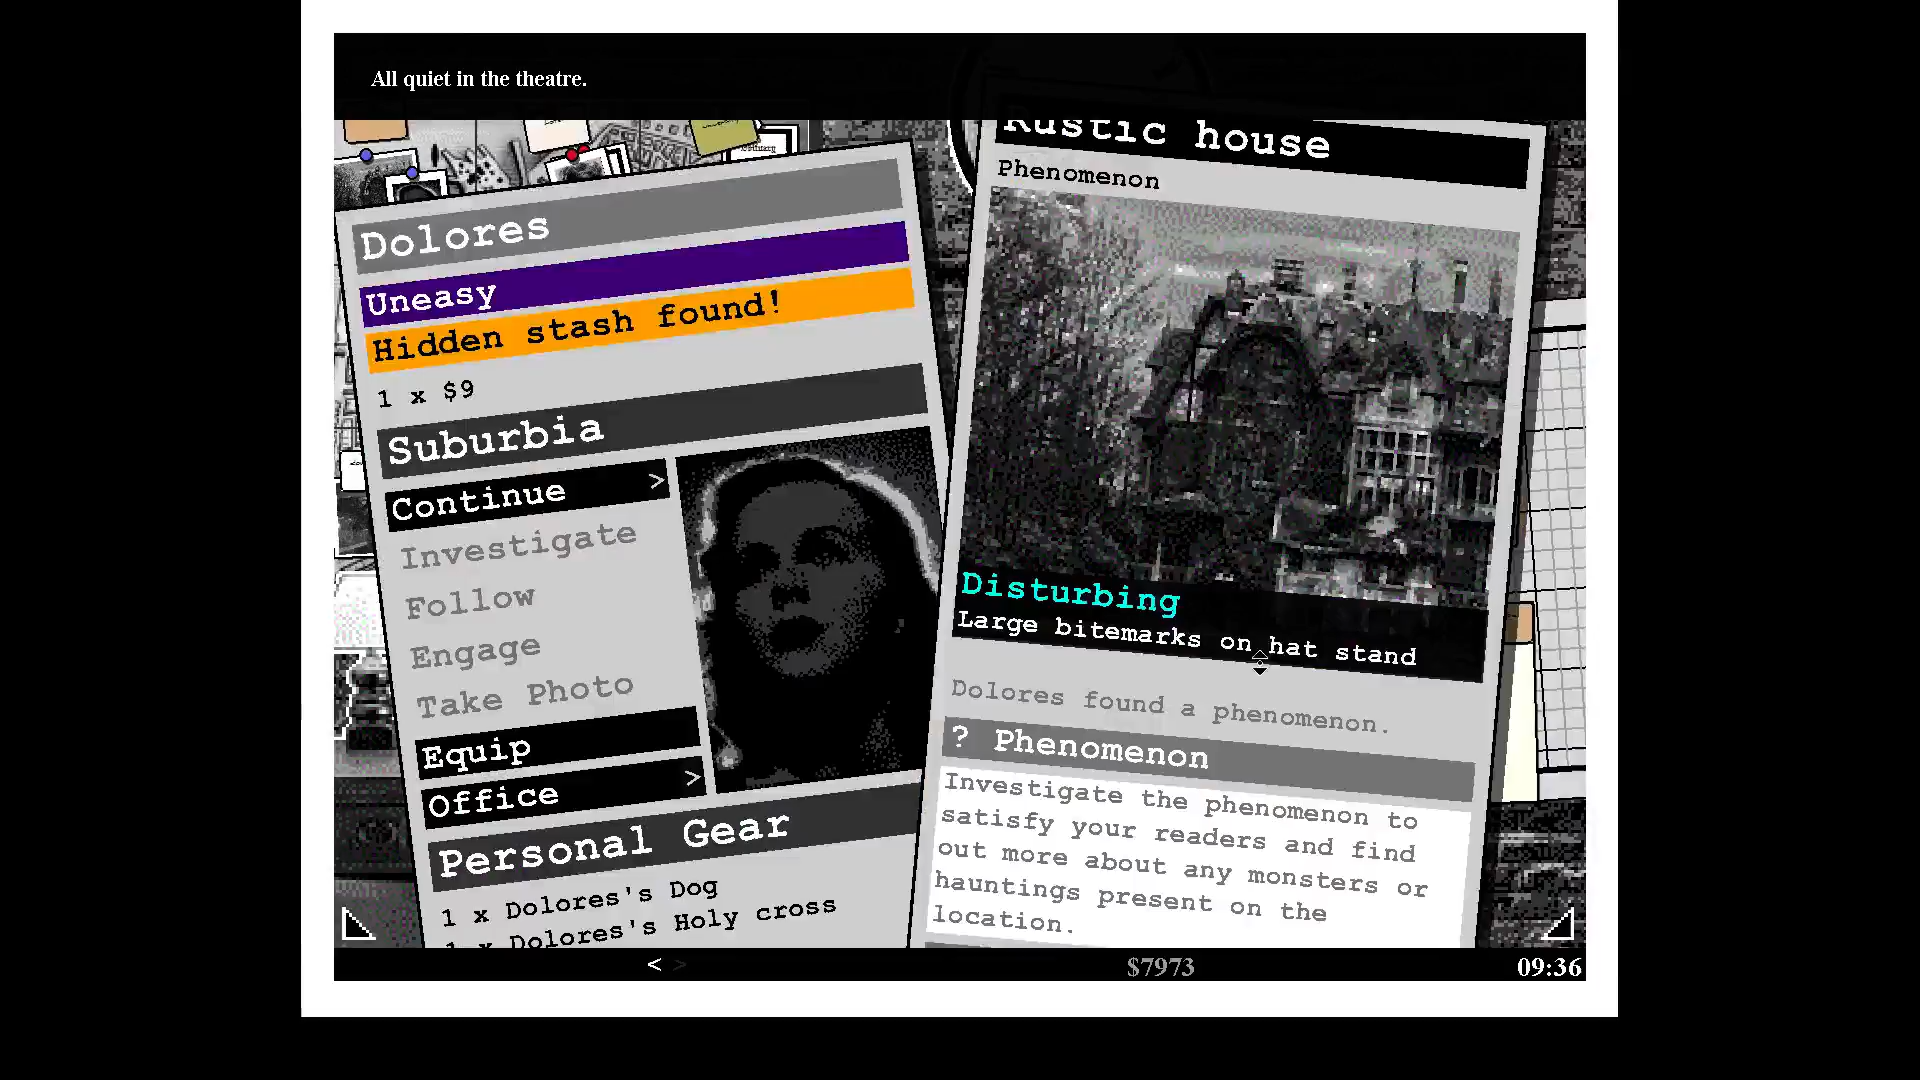 All quiet in the theatre.
Dolores
Uneasy
Hidden stash found!
1 x $9
Suburbia
Continue >
Investigate
Follow
Engage
Take Photo
Equip
Office >
Personal Gear
1 x Dolores's Dog
1 x Dolores's Holy cross
Rustic house
Phenomenon
Disturbing
Large bitemarks on hat stand
Dolores found a phenomenon.
? Phenomenon
Investigate the phenomenon to
satisfy your readers and find
out more about any monsters or
hauntings present on the
location.
< >
$7973
09:36